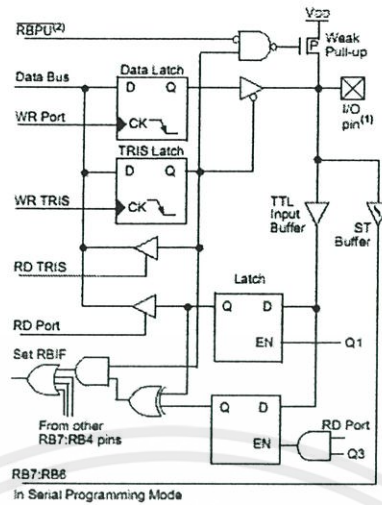 VDD
RBPU(2)
Weak
Pull-up
P
Data Bus
Data Latch
D Q
I/O
pin(1)
WR Port
CK
TRIS Latch
D Q
WR TRIS
CK
TTL
Input
Buffer
ST
Buffer
RD TRIS
Latch
RD Port
Q D
EN
Q1
Set RBIF
From other
RB7:RB4 pins
Q D
RD Port
EN
Q3
RB7:RB6
In Serial Programming Mode